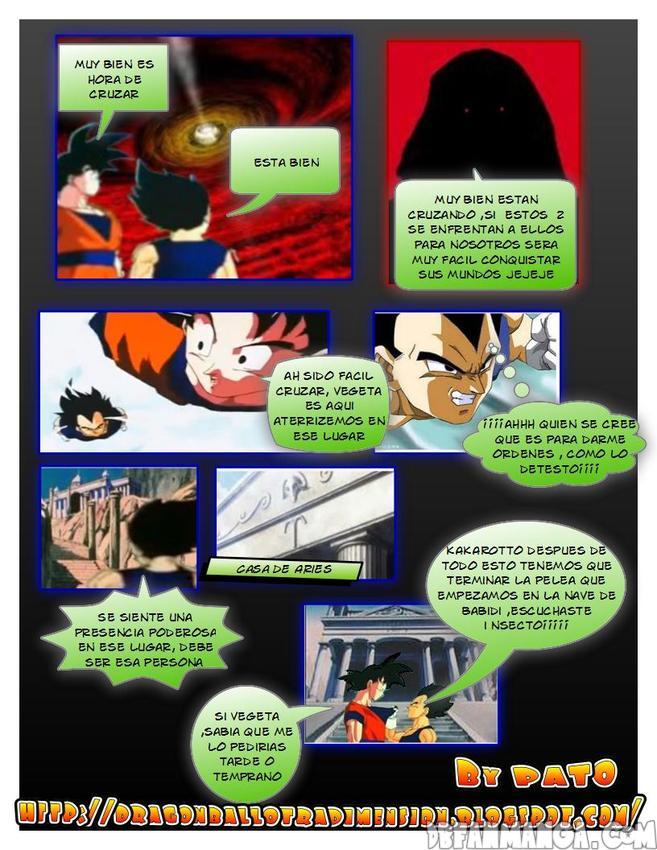 MUY BIEN ES
HORA DE
CRUZAR
ESTA BIEN
MUY BIEN ESTAN
CRUZANDO ,SI ESTOS 2
SE ENFRENTAN A ELLOS
PARA NOSOTROS SERA
MUY FACIL CONQUISTAR
SUS MUNDOS JEJEJE
AH SIDO FACIL
CRUZAR, VEGETA
ES AQUI
ATERRIZEMOS EN
ESE LUGAR
¡¡¡¡AHHH QUIEN SE CREE
QUE ES PARA DARME
ORDENES , COMO LO
DETESTO¡¡¡¡
CASA DE ARIES
SE SIENTE UNA
PRESENCIA PODEROSA
EN ESE LUGAR, DEBE
SER ESA PERSONA
KAKAROTTO DESPUES DE
TODO ESTO TENEMOS QUE
TERMINAR LA PELEA QUE
EMPEZAMOS EN LA NAVE DE
BABIDI ,ESCUCHASTE
INSECTO¡¡¡¡¡
SI VEGETA
,SABIA QUE ME
LO PEDIRIAS
TARDE O
TEMPRANO
BY PATO
HTTP://DRAGONBALLOTRADIMENSION.BLOGSPOT.COM/
DBFANMANGA.COM